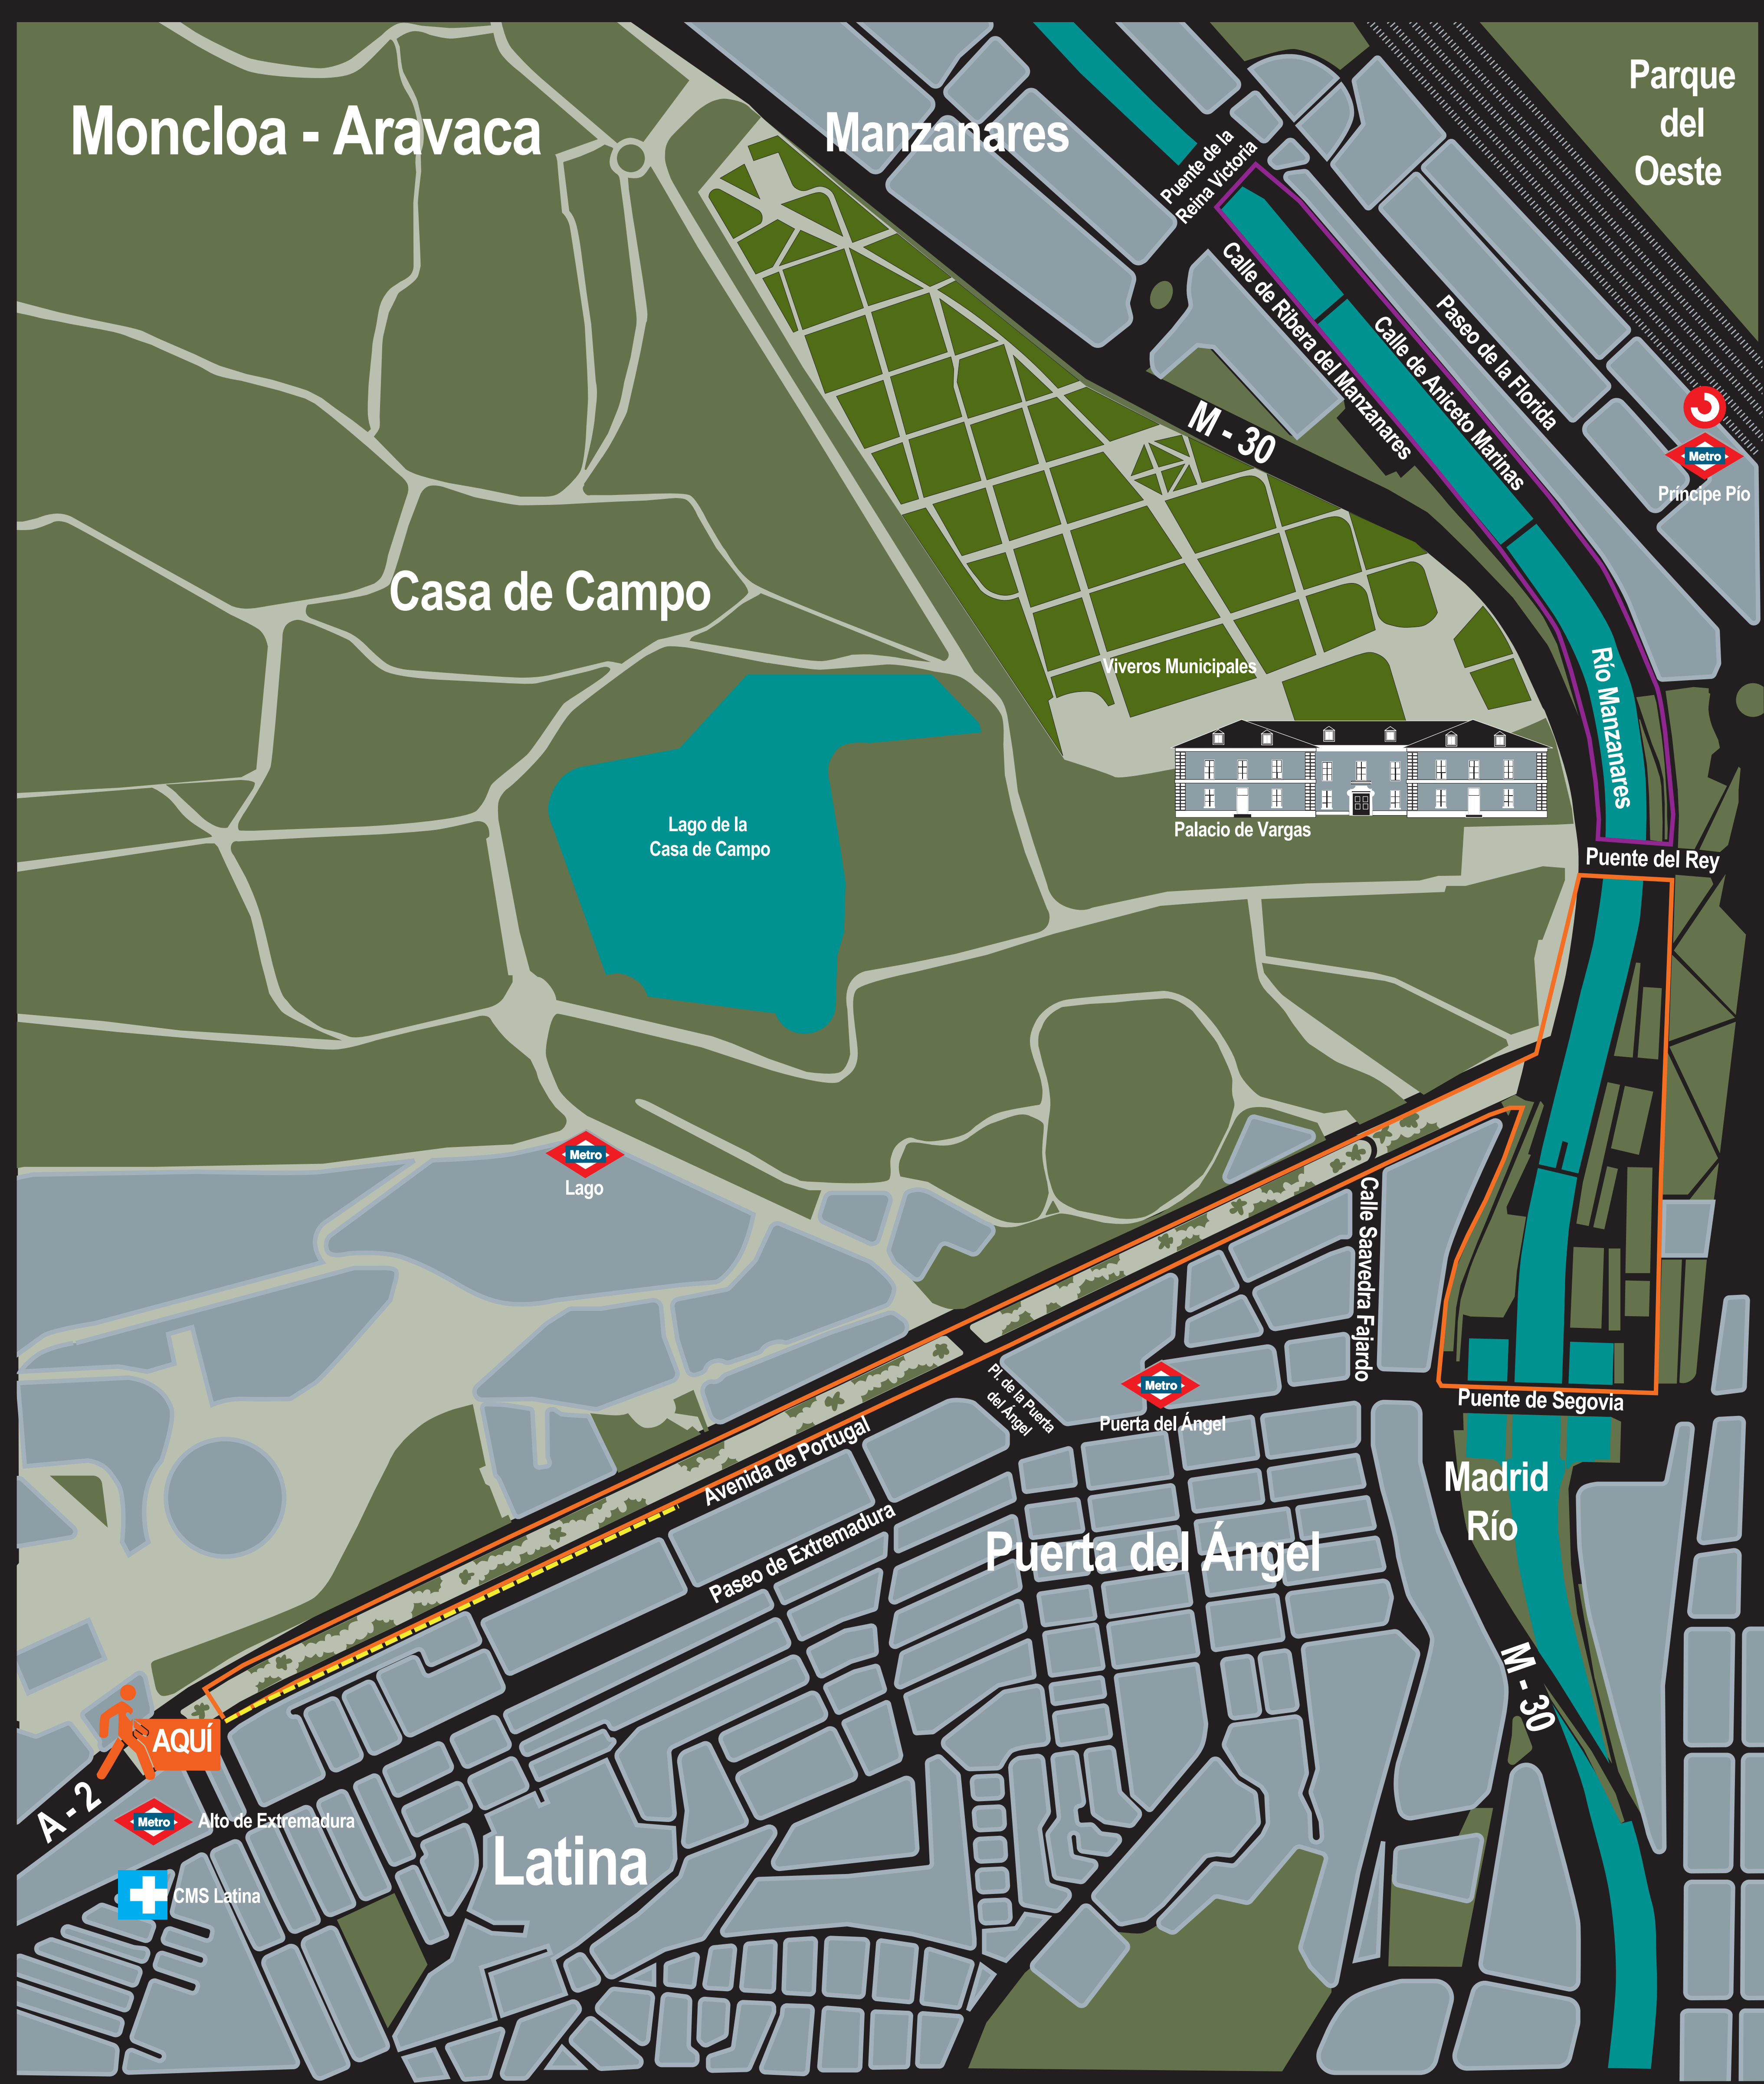 Parque
del
Oeste
Moncloa - Aravaca
Manzanares
Puente de la
Reina Victoria
Calle de Ribera del Manzanares
Calle de Aniceto Marinas
Paseo de la Florida
M - 30
Metro
Príncipe Pío
Casa de Campo
Viveros Municipales
Río Manzanares
Lago de la
Casa de Campo
Palacio de Vargas
Puente del Rey
Metro
Lago
Calle Saavedra Fajardo
Pl. de la Puerta
del Ángel
Metro
Puerta del Ángel
Puente de Segovia
Avenida de Portugal
Madrid
Río
Paseo de Extremadura
Puerta del Ángel
M - 30
AQUÍ
A - 2
Metro
Alto de Extremadura
Latina
CMS Latina